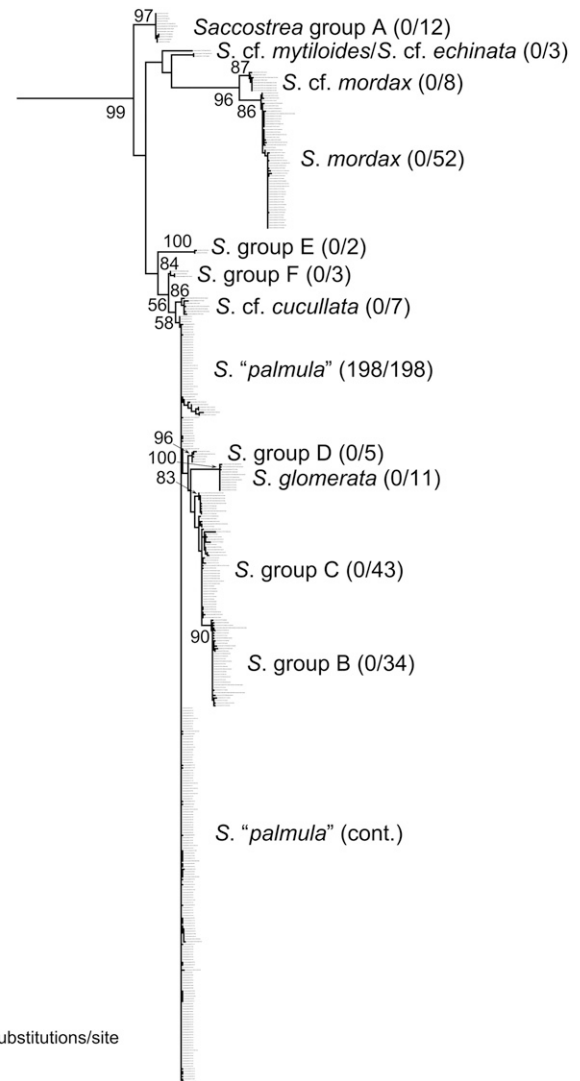 97
Saccostrea group A (0/12)
S. cf. mytiloides/S. cf. echinata (0/3)
87
S. cf. mordax (0/8)
96
86
99
S. mordax (0/52)
100
S. group E (0/2)
84
S. group F (0/3)
86
56
S. cf. cucullata (0/7)
58
S. “palmula” (198/198)
96
S. group D (0/5)
100
S. glomerata (0/11)
83
S. group C (0/43)
90
S. group B (0/34)
S. “palmula” (cont.)
ubstitutions/site